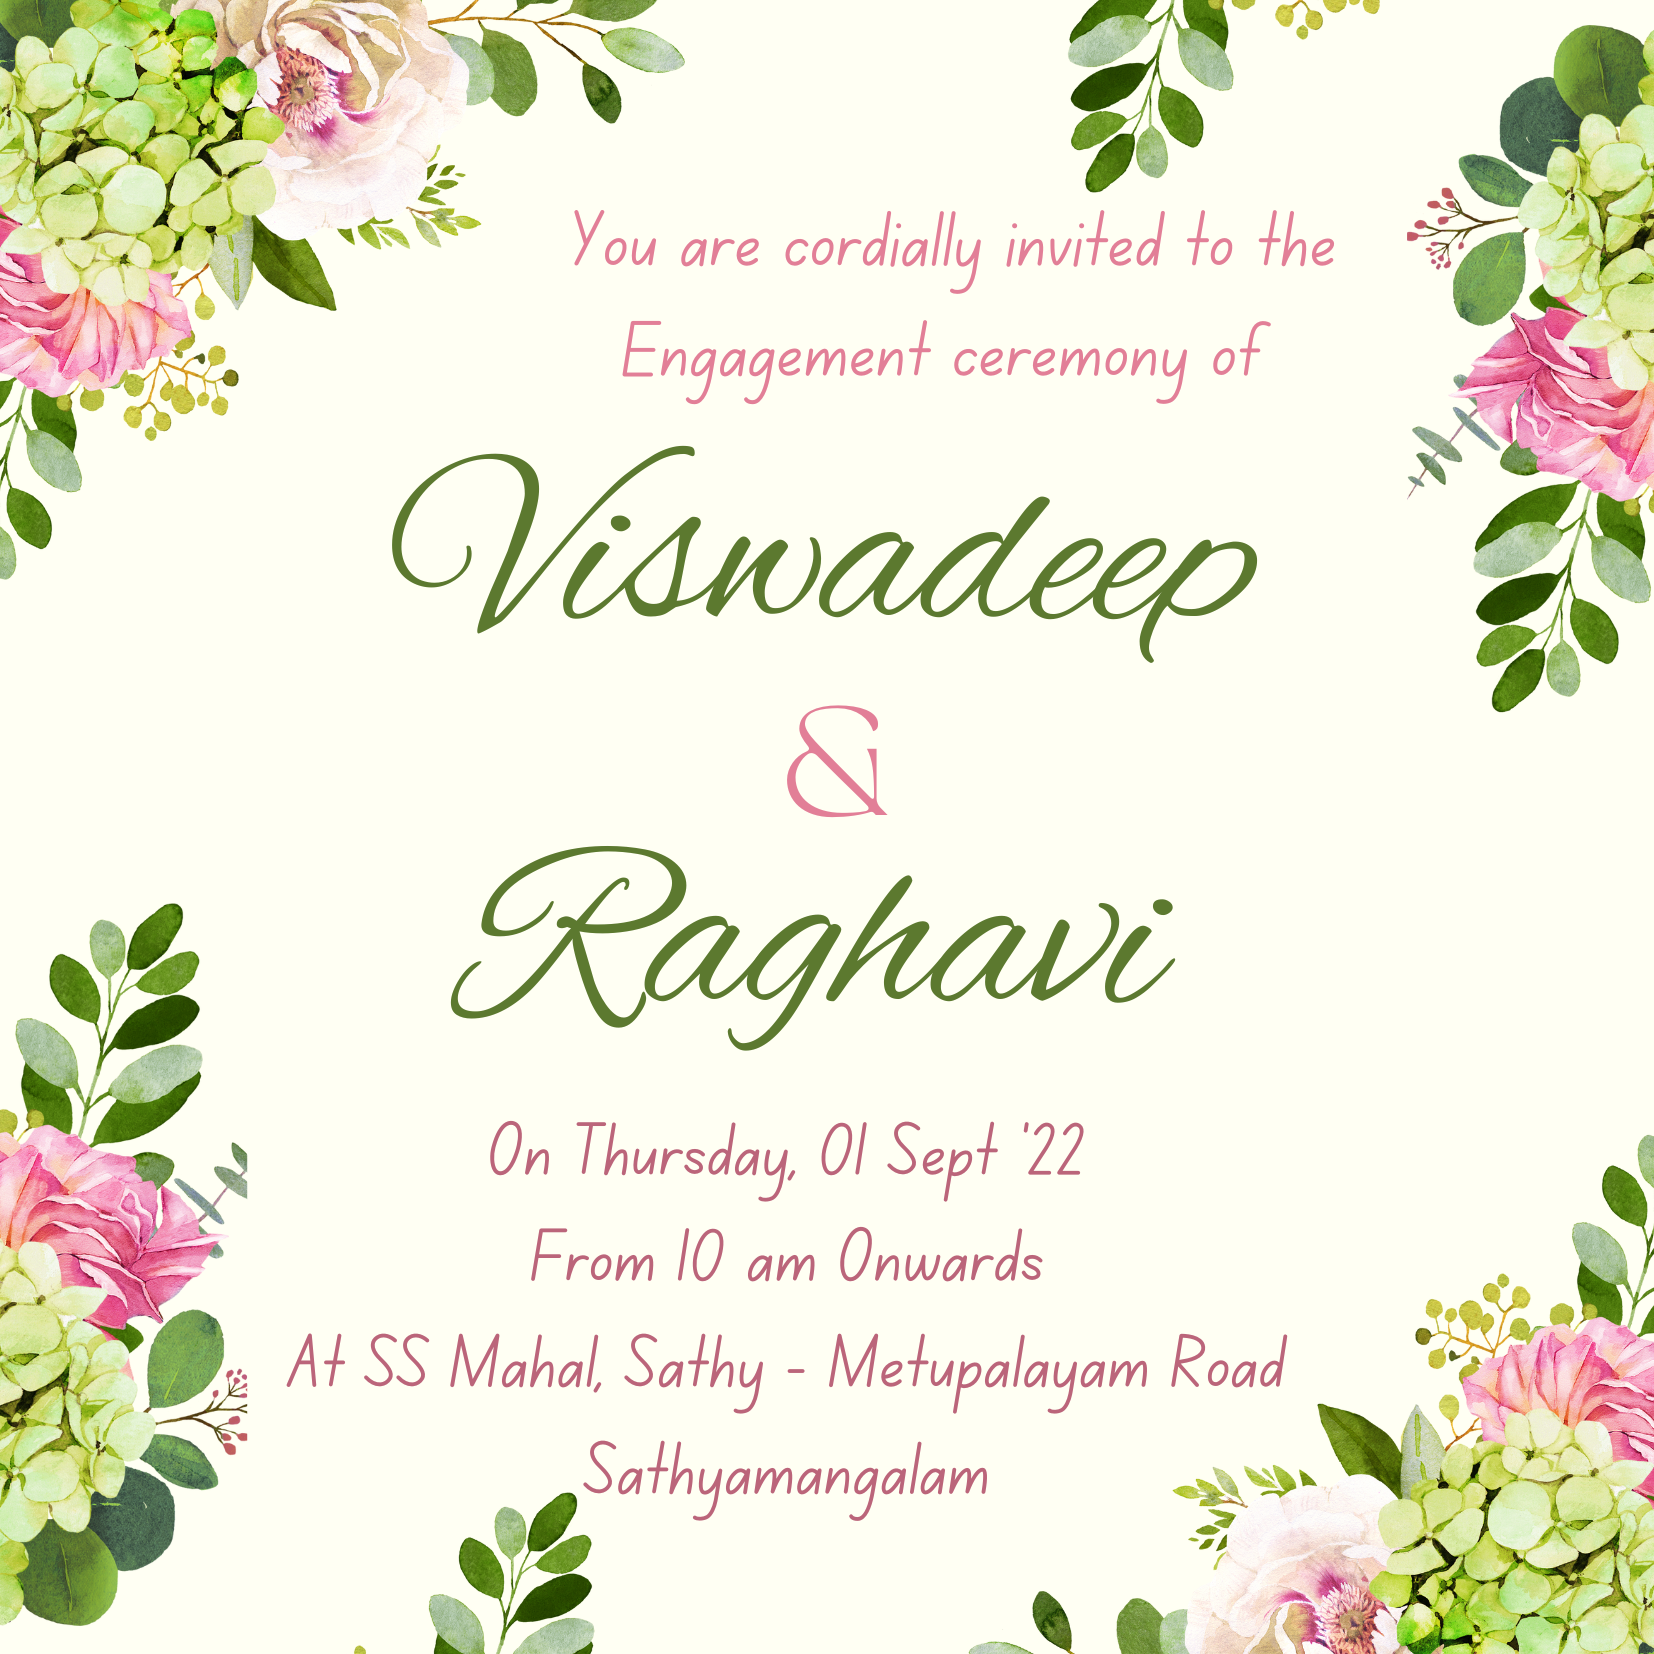 You are cordially invited to the
Engagement ceremony of
Viswadeep
&
Raghavi
On Thursday, 01 Sept '22
From 10 am Onwards
At SS Mahal, Sathy - Metupalayam Road
Sathyamangalam